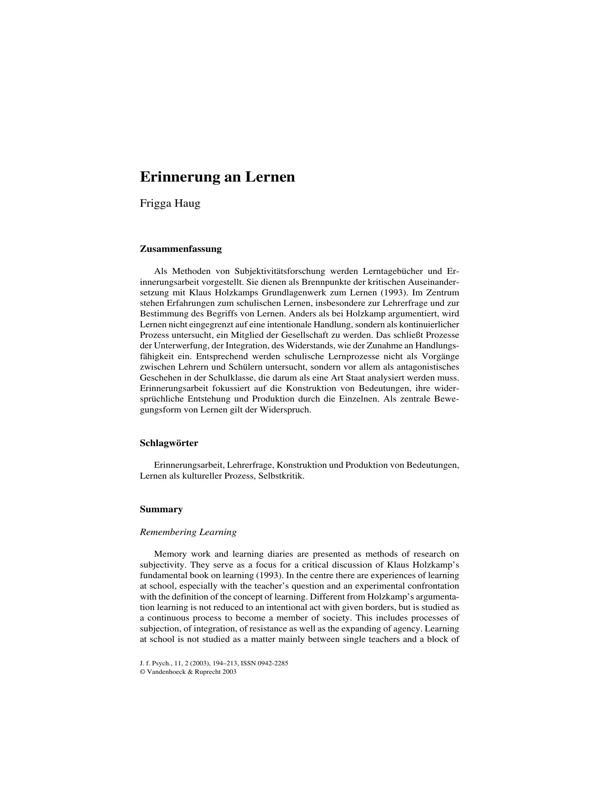 Erinnerung an Lernen
Frigga Haug
Zusammenfassung
Als Methoden von Subjektivitätsforschung werden Lerntagebücher und Er-
innerungsarbeit vorgestellt. Sie dienen als Brennpunkte der kritischen Auseinander-
setzung mit Klaus Holzkamps Grundlagenwerk zum Lernen (1993). Im Zentrum
stehen Erfahrungen zum schulischen Lernen, insbesondere zur Lehrerfrage und zur
Bestimmung des Begriffs von Lernen. Anders als bei Holzkamp argumentiert, wird
Lernen nicht eingegrenzt auf eine intentionale Handlung, sondern als kontinuierlicher
Prozess untersucht, ein Mitglied der Gesellschaft zu werden. Das schließt Prozesse
der Unterwerfung, der Integration, des Widerstands, wie der Zunahme an Handlungs-
fähigkeit ein. Entsprechend werden schulische Lernprozesse nicht als Vorgänge
zwischen Lehrern und Schülern untersucht, sondern vor allem als antagonistisches
Geschehen in der Schulklasse, die darum als eine Art Staat analysiert werden muss.
Erinnerungsarbeit fokussiert auf die Konstruktion von Bedeutungen, ihre wider-
sprüchliche Entstehung und Produktion durch die Einzelnen. Als zentrale Bewe-
gungsform von Lernen gilt der Widerspruch.
Schlagwörter
Erinnerungsarbeit, Lehrerfrage, Konstruktion und Produktion von Bedeutungen,
Lernen als kultureller Prozess, Selbstkritik.
Summary
Remembering Learning
Memory work and learning diaries are presented as methods of research on
subjectivity. They serve as a focus for a critical discussion of Klaus Holzkamp's
fundamental book on learning (1993). In the centre there are experiences of learning
at school, especially with the teacher's question and an experimental confrontation
with the definition of the concept of learning. Different from Holzkamp's argumenta-
tion learning is not reduced to an intentional act with given borders, but is studied as
a continuous process to become a member of society. This includes processes of
subjection, of integration, of resistance as well as the expanding of agency. Learning
at school is not studied as a matter mainly between single teachers and a block of
J. f. Psych., 11, 2 (2003), 194–213, ISSN 0942-2285
© Vandenhoeck & Ruprecht 2003